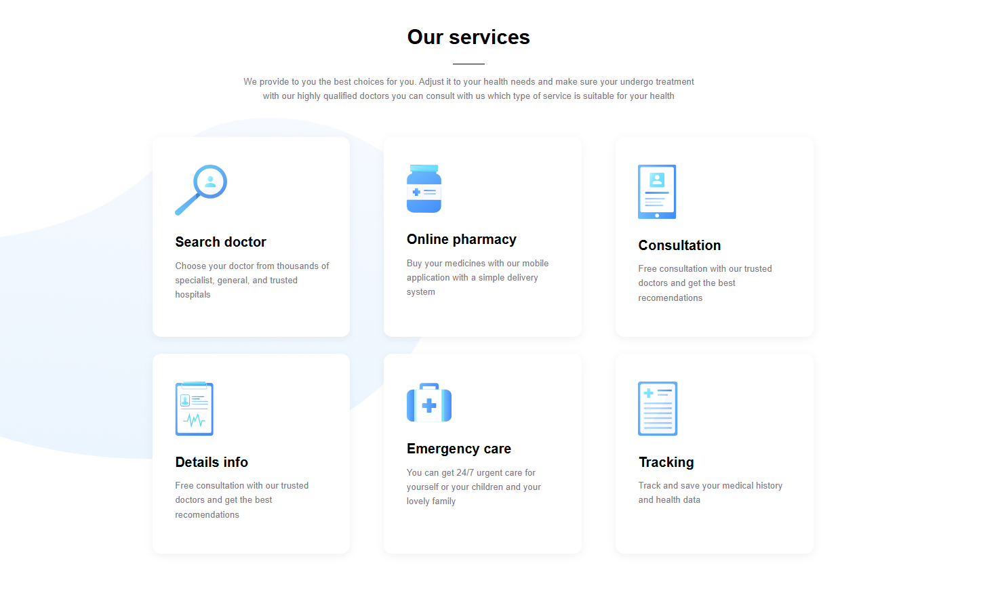 Our services
We provide to you the best choices for you. Adjust it to your health needs and make sure your undergo treatment
with our highly qualified doctors you can consult with us which type of service is suitable for your health
Search doctor
Choose your doctor from thousands of
specialist, general, and trusted
hospitals
Online pharmacy
Buy your medicines with our mobile
application with a simple delivery
system
Consultation
Free consultation with our trusted
doctors and get the best
recomendations
Details info
Free consultation with our trusted
doctors and get the best
recomendations
Emergency care
You can get 24/7 urgent care for
yourself or your children and your
lovely family
Tracking
Track and save your medical history
and health data